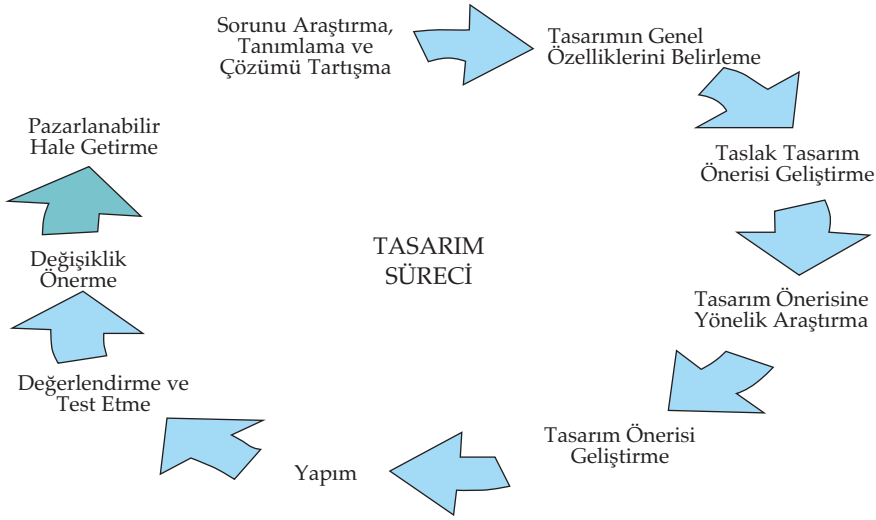 Sorunu Araştırma,
Tanımlama ve
Çözümü Tartışma
Tasarımın Genel
Özelliklerini Belirleme
Taslak Tasarım
Önerisi Geliştirme
Tasarım Önerisine
Yönelik Araştırma
Tasarım Önerisi
Geliştirme
Yapım
Değerlendirme ve
Test Etme
Değişiklik
Önerme
Pazarlanabilir
Hale Getirme
TASARIM
SÜRECİ